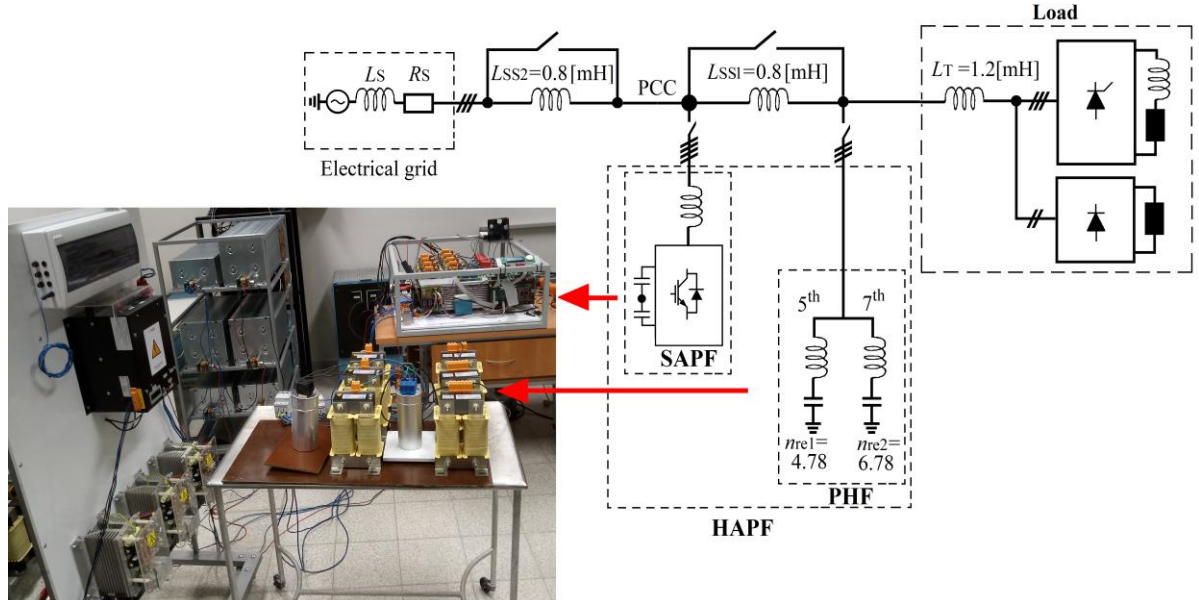 Load
LS
RS
LSS2=0.8[mH]
PCC
LSS1=0.8[mH]
LT =1.2[mH]
Electrical grid
5th
7th
SAPF
nre1=
4.78
nre2=
6.78
PHF
HAPF